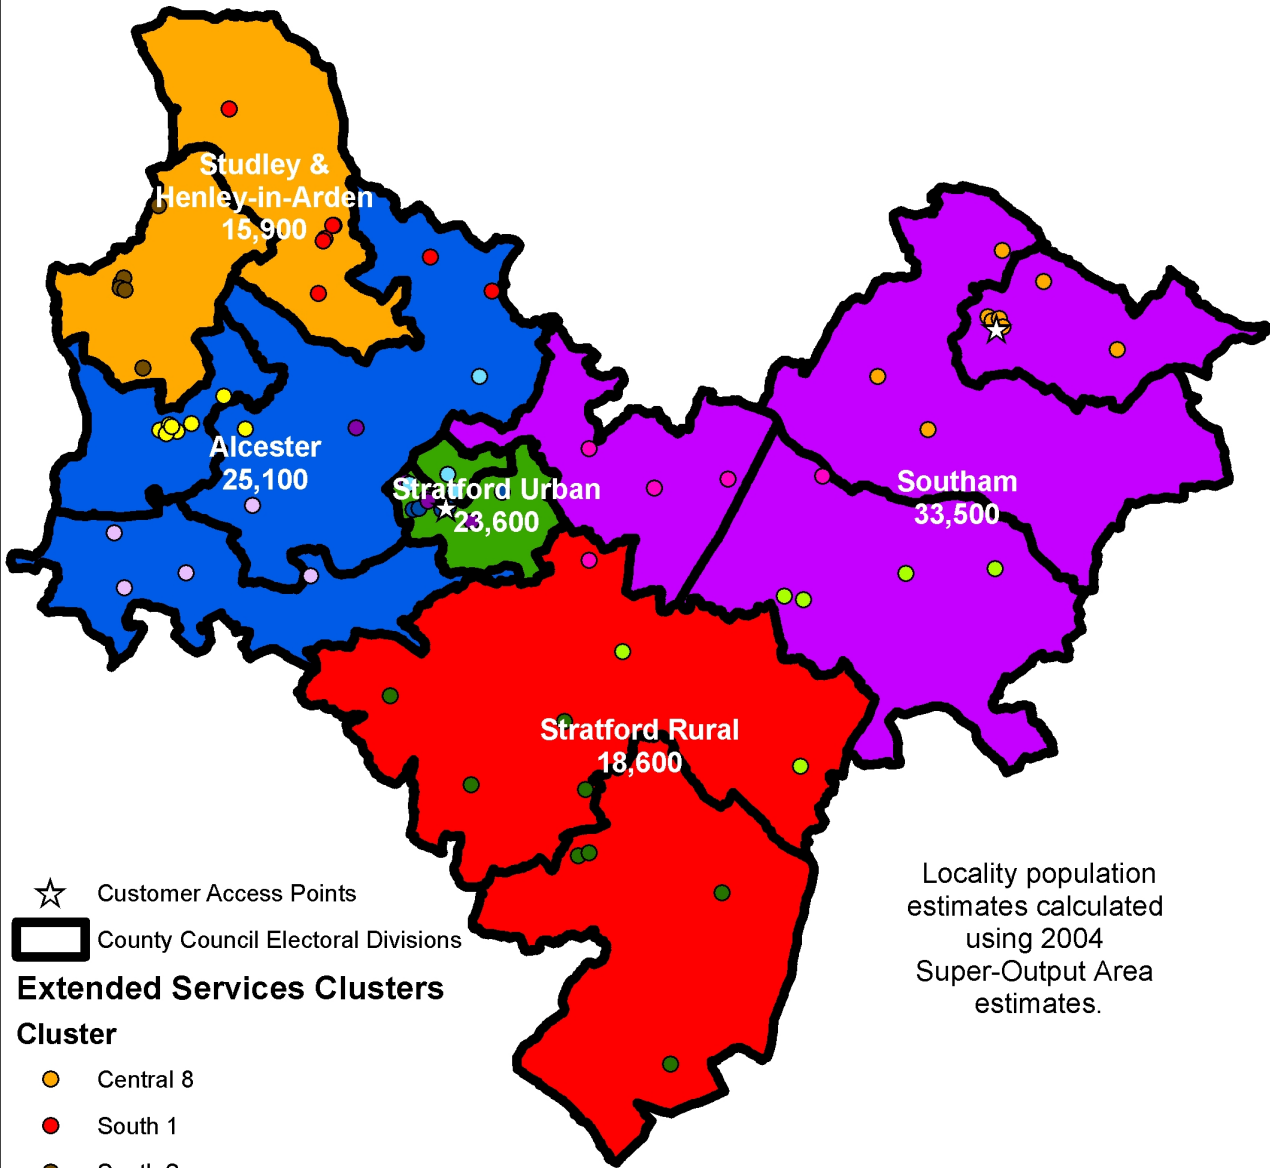 Studley &
Henley-in-Arden
15,900
Alcester
25,100
Stratford Urban
23,600
Southam
33,500
Stratford Rural
18,600
Locality population
estimates calculated
using 2004
Super-Output Area
estimates.
Customer Access Points
County Council Electoral Divisions
Extended Services Clusters
Cluster
Central 8
South 1